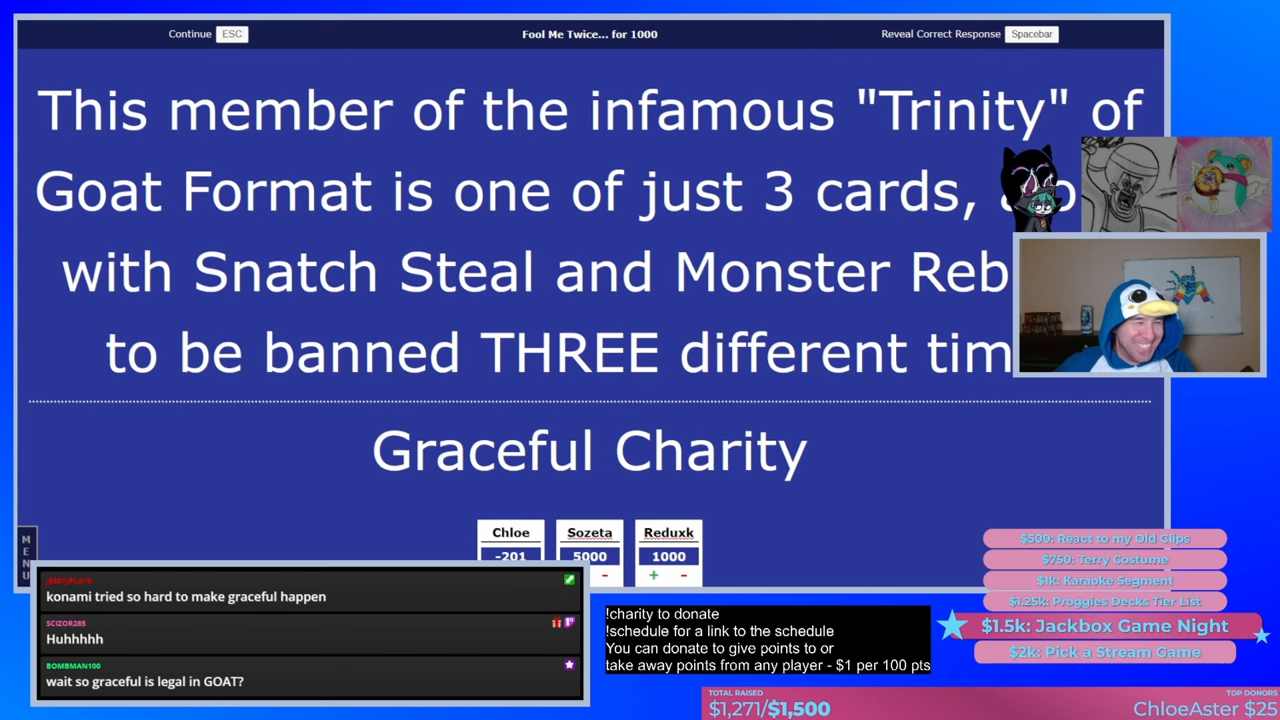 Continue ESC
Fool Me Twice... for 1000
Reveal Correct Response Spacebar
This member of the infamous "Trinity" of
Goat Format is one of just 3 cards,
with Snatch Steal and Monster Reb
to be banned THREE different tim
Graceful Charity
MENU
Chloe
-201
Sozeta
5000
-
Reduxk
1000
+ -
konami tried so hard to make graceful happen
SCIZOR285
Huhhhhh
BOMBMAN100
wait so graceful is legal in GOAT?
!charity to donate
!schedule for a link to the schedule
You can donate to give points to or
take away points from any player - $1 per 100 pts
$500: React to my Old Clips
$750: Terry Costume
$1k: Karaoke Segment
$1.25k: Proggies Decks Tier List
$1.5k: Jackbox Game Night
$2k: Pick a Stream Game
TOTAL RAISED
$1,271/$1,500
TOP DONORS
ChloeAster $25